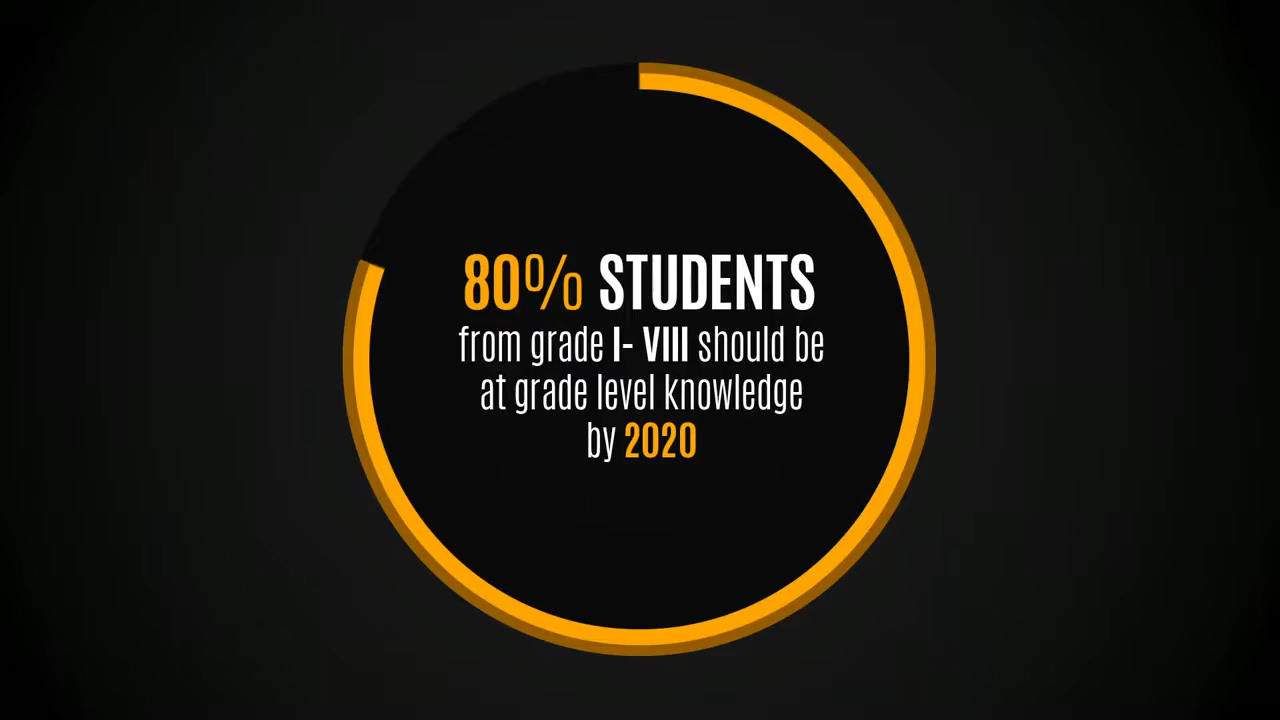 80% STUDENTS
from grade I- VIII should be
at grade level knowledge
by 2020